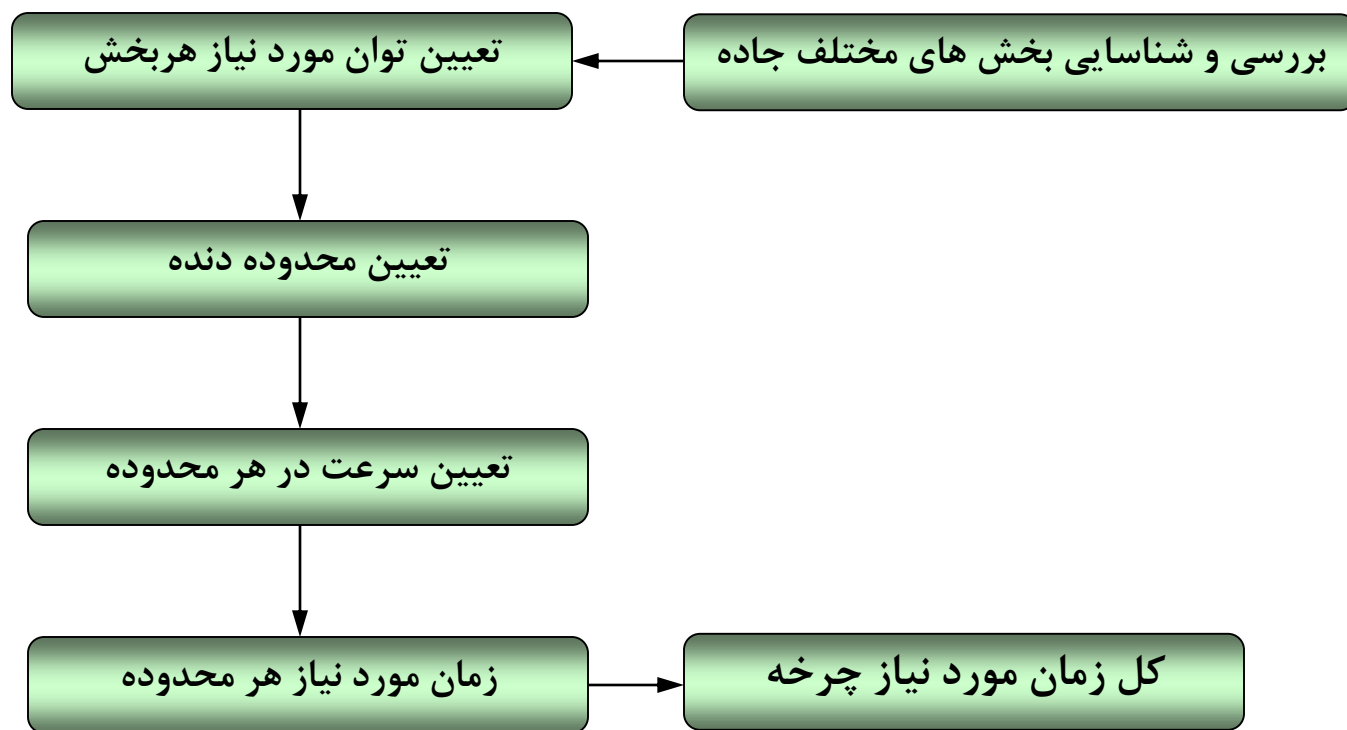 بررسی و شناسایی بخش های مختلف جاده
تعیین توان مورد نیاز هربخش
تعیین محدوده دنده
تعیین سرعت در هر محدوده
زمان مورد نیاز هر محدوده
کل زمان مورد نیاز چرخه